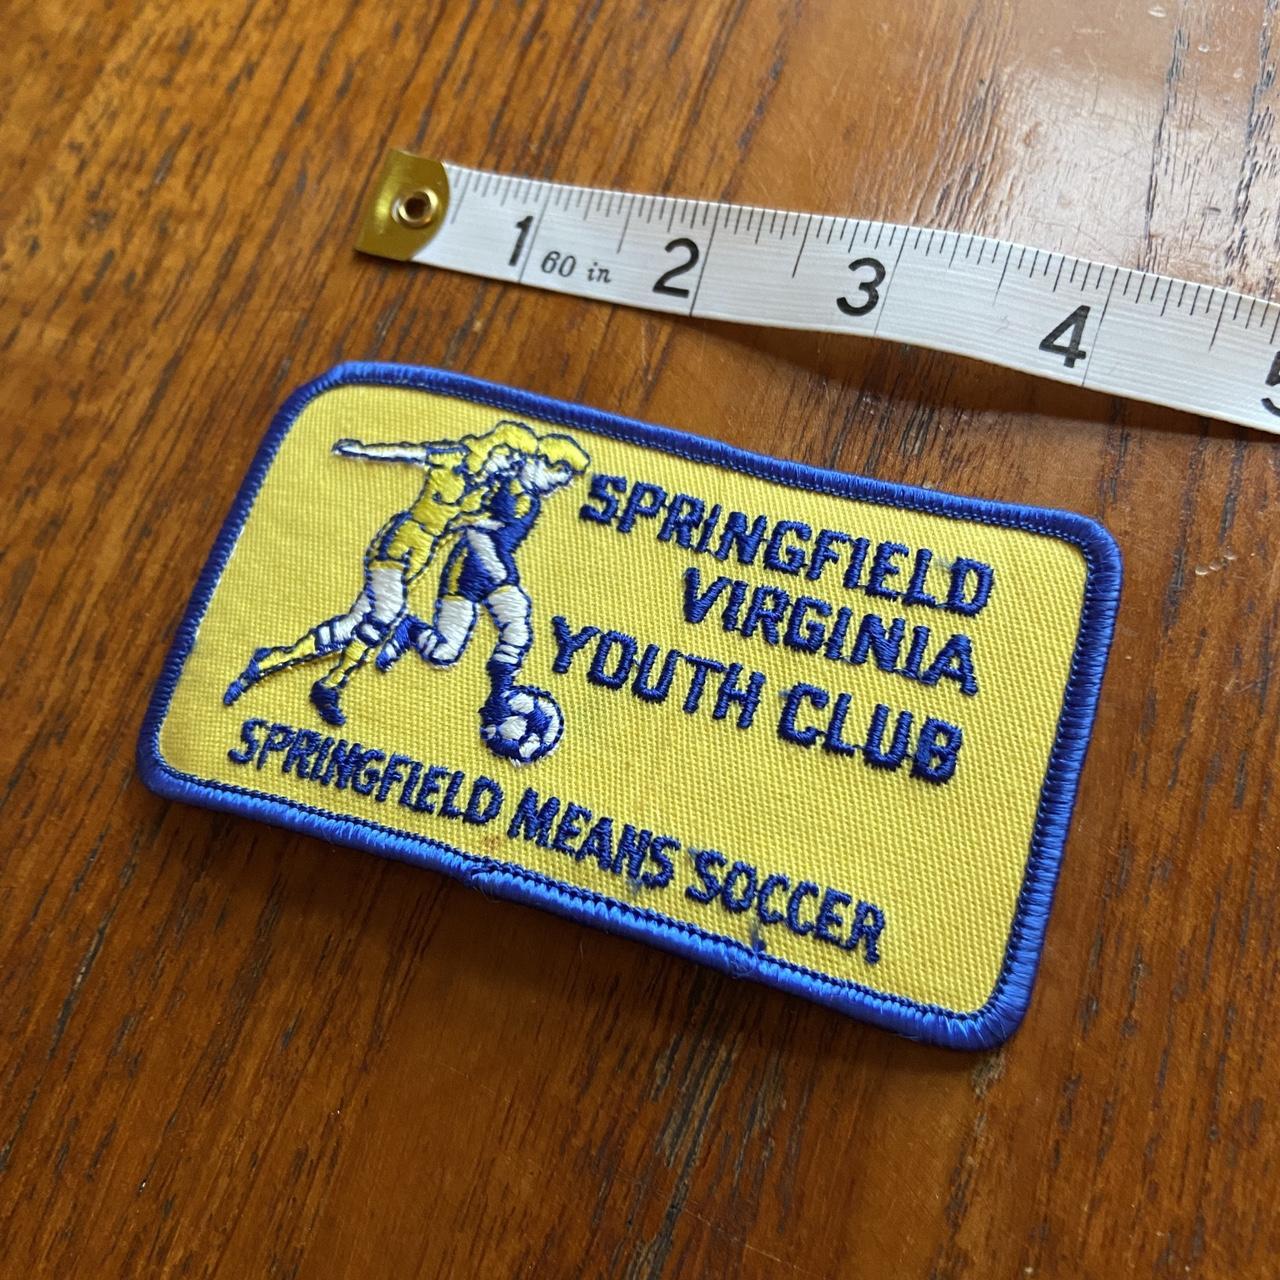 1 60 in 2 3 4 5
SPRINGFIELD
VIRGINIA
YOUTH CLUB
SPRINGFIELD MEANS SOCCER